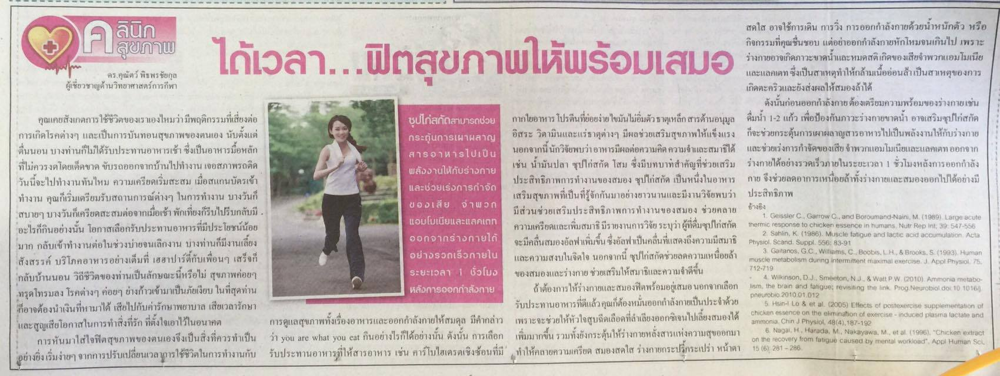 คลินิก
สุขภาพ
ดร.คุณัตว์ พิธพรชัยกุล
ผู้เชี่ยวชาญด้านวิทยาศาสตร์การกีฬา
ได้เวลา...ฟิตสุขภาพให้พร้อมเสมอ
คุณเคยสังเกตการใช้ชีวิตของเราเองไหมว่า มีพฤติกรรมที่เสี่ยงต่อ
การเกิดโรคต่างๆ และเป็นการบันทอนสุขภาพของตนเอง นับตั้งแต่
ตื่นนอน บางท่านก็ไม่ได้รับประทานอาหารเช้า ซึ่งเป็นอาหารมื้อหลัก
ที่ไม่ควรงดโดยเด็ดขาด ขับรถออกจากบ้านไปทำงาน เจอสภาพรถติด
วันนี้จะไปทำงานทันไหม ความเครียดเริ่มสะสม เมื่อสแกนบัตรเข้า
ทำงาน คุณก็เริ่มเตรียมรับสถานการณ์ต่างๆ ในการทำงาน บางวันก็
สบายๆ บางวันก็เครียดสะสมต่อจากเมื่อเช้า พักเที่ยงก็รีบไปรีบกลับมี
อะไรก็กินอย่างนั้น โอกาสเลือกรับประทานอาหารที่มีประโยชน์น้อย
มาก กลับเข้าทำงานต่อในช่วงบ่ายจนเลิกงาน บางท่านก็มีงานเลี้ยง
สังสรรค์ บริโภคอาหารอย่างเต็มที่ เฮฮาปาร์ตี้กับเพื่อนๆ เสร็จก็
กลับบ้านนอน วิถีชีวิตของท่านเป็นลักษณะนี้หรือไม่ สุขภาพค่อยๆ
ทรุดโทรมลง โรคต่างๆ ค่อยๆ ย่างก้าวเข้ามาเป็นภัยเงียบ ในที่สุดท่าน
ก็อาจต้องนำเงินที่หามาได้ เสียไปกับค่ารักษาพยาบาล เสียเวลารักษา
และสูญเสียโอกาสในการทำสิ่งที่รัก ที่ตั้งใจเอาไว้ในอนาคต
การหันมาใส่ใจฟิตสุขภาพของตนเองจึงเป็นสิ่งที่ควรทำเป็น
อย่างยิ่ง เริ่มง่ายๆ จากการปรับเปลี่ยนเวลาการใช้ชีวิตในการทำงานกับ
ซุปไก่สกัดสามารถช่วย
กระตุ้นการเผาผลาญ
สารอาหารไปเป็น
พลังงานให้กับร่างกาย
และช่วยเร่งการกำจัด
ของเสีย จำพวก
แอมโมเนียและแลคเตท
ออกจากร่างกายได้
อย่างรวดเร็วภายใน
ระยะเวลา 1 ชั่วโมง
หลังการออกกำลังกาย
การดูแลสุขภาพทั้งเรื่องอาหารและออกกำลังกายให้สมดุล มีคำกล่าว
ว่า you are what you eat กินอย่างไรก็ได้อย่างนั้น ดังนั้น การเลือก
รับประทานอาหารที่ให้สารอาหาร เช่น คาร์โบไฮเดรตเชิงซ้อนที่มี
กากใยอาหาร โปรตีนที่ย่อยง่าย ไขมันไม่อิ่มตัว ธาตุเหล็ก สารต้านอนุมูล
อิสระ วิตามินและแร่ธาตุต่างๆ มีผลช่วยเสริมสุขภาพให้แข็งแรง
นอกจากนี้ นักวิจัยพบว่า อาหารมีผลต่อความคิด ความจำและสมาธิได้
เช่น น้ำมันปลา ซุปไก่สกัด โสม ซึ่งมีบทบาทสำคัญที่ช่วยเสริม
ประสิทธิภาพการทำงานของสมอง ซุปไก่สกัด เป็นหนึ่งในอาหาร
เสริมสุขภาพที่เป็นที่รู้จักกันมาอย่างยาวนานและมีงานวิจัยพบว่า
มีส่วนช่วยเสริมประสิทธิภาพการทำงานของสมอง ช่วยคลาย
ความเครียดและเพิ่มสมาธิ มีรายงานการวิจัย ระบุว่า ผู้ที่ดื่มซุปไก่สกัด
จะมีคลื่นสมองอัลฟาเพิ่มขึ้น ซึ่งอัลฟาเป็นคลื่นที่แสดงถึงความมีสมาธิ
และความสงบในจิตใจ นอกจากนี้ ซุปไก่สกัดช่วยลดความเหนื่อยล้า
ของสมองและร่างกาย ช่วยเสริมให้สมาธิและความจำดีขึ้น
ถ้าต้องการให้ร่างกายและสมองฟิตพร้อมอยู่เสมอ นอกจากเลือก
รับประทานอาหารที่ดีแล้ว คุณก็ต้องหมั่นออกกำลังกายเป็นประจำด้วย
เพราะจะช่วยให้หัวใจสูบฉีดเลือดที่ลำเลียงออกซิเจนไปเลี้ยงสมองได้
เพิ่มมากขึ้น รวมทั้งยังกระตุ้นให้ร่างกายหลั่งสารแห่งความสุขออกมา
ทำให้คลายความเครียด สมองสดใส ร่างกายกระปรี้กระเปร่า หน้าตา
สดใส อาจใช้การเดิน การวิ่ง การออกกำลังกายด้วยน้ำหนักตัว หรือ
กิจกรรมที่คุณชื่นชอบ แต่อย่าออกกำลังกายหักโหมจนเกินไป เพราะ
ร่างกายอาจเกิดภาวะขาดน้ำและหมดสติ เกิดของเสียจำพวกแอมโมเนีย
และแลคเตท ซึ่งเป็นสาเหตุทำให้กล้ามเนื้ออ่อนล้า เป็นสาเหตุของการ
เกิดตะคริวและยังส่งผลให้สมองล้าได้
ดังนั้นก่อนออกกำลังกาย ต้องเตรียมความพร้อมของร่างกาย เช่น
ดื่มน้ำ 1-2 แก้ว เพื่อป้องกันภาวะร่างกายขาดน้ำ อาจเสริมซุปไก่สกัด
ก็จะช่วยกระตุ้นการเผาผลาญสารอาหารไปเป็นพลังงานให้กับร่างกาย
และช่วยเร่งการกำจัดของเสีย จำพวกแอมโมเนียและแลคเตท ออกจาก
ร่างกายได้อย่างรวดเร็วภายในระยะเวลา 1 ชั่วโมงหลังการออกกำลัง
กาย จึงช่วยลดอาการเหนื่อยล้าทั้งร่างกายและสมองออกไปได้อย่างมี
ประสิทธิภาพ
อ้างอิง
1. Geissler C., Garrow C., and Boroumand-Naini, M. (1989). Large acute
thermic response to chicken essence in humans. Nutr Rep Int; 39: 547-556
2. Sahlin, K. (1986). Muscle fatigue and lactic acid accumulation. Acta
Physiol. Scand. Suppl. 556: 83-91
3. Gaitanos, G.C., Williams, C., Boobis, L.H., & Brooks, S. (1993). Human
muscle metabolism during intermittent maximal exercise. J. Appl Physiol. 75,
712-719
4. Wilkinson, D.J., Smeeton, N.J., & Watt P.W. (2010). Ammonia metabo-
lism, the brain and fatigue; revisiting the link. Prog.Neurobiol.doi:10.1016/j.
pneurobio.2010.01.012
5. Hsin-I Lo & et al. (2005) Effects of postexercise supplementation of
chicken essence on the elimination of exercise - induced plasma lactate and
ammonia. Chin J Physiol, 48(4),187-192
6. Nagai, H., Harada, M., Nakayawa, M., et al. (1996). "Chicken extract
on the recovery from fatigue caused by mental workload", Appl Human Sci,
15 (6): 281 – 286.